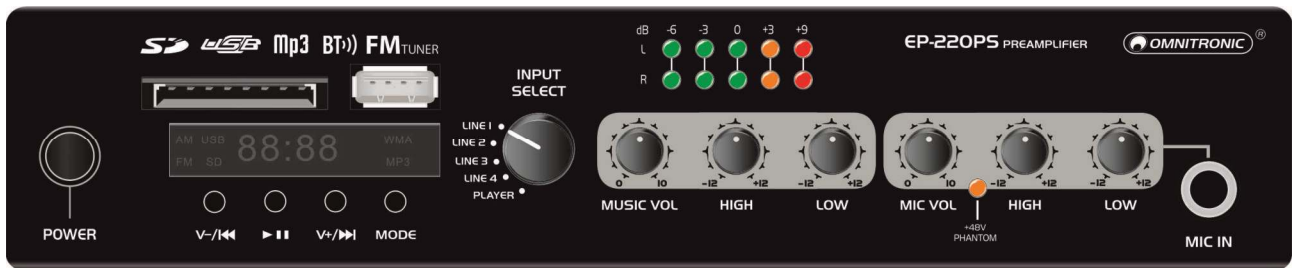 SD USB Mp3 BT FM TUNER
dB -6 -3 0 +3 +9
L
R
EP-220PS PREAMPLIFIER
OMNITRONIC ®
INPUT
SELECT
LINE 1
LINE 2
LINE 3
LINE 4
PLAYER
AM USB 88:88 WMA
FM SD MP3
POWER
V-/ V+/ MODE
0 10 -12 +12 -12 +12
MUSIC VOL HIGH LOW
0 10 -12 +12 -12 +12
MIC VOL HIGH LOW
+48V
PHANTOM
MIC IN